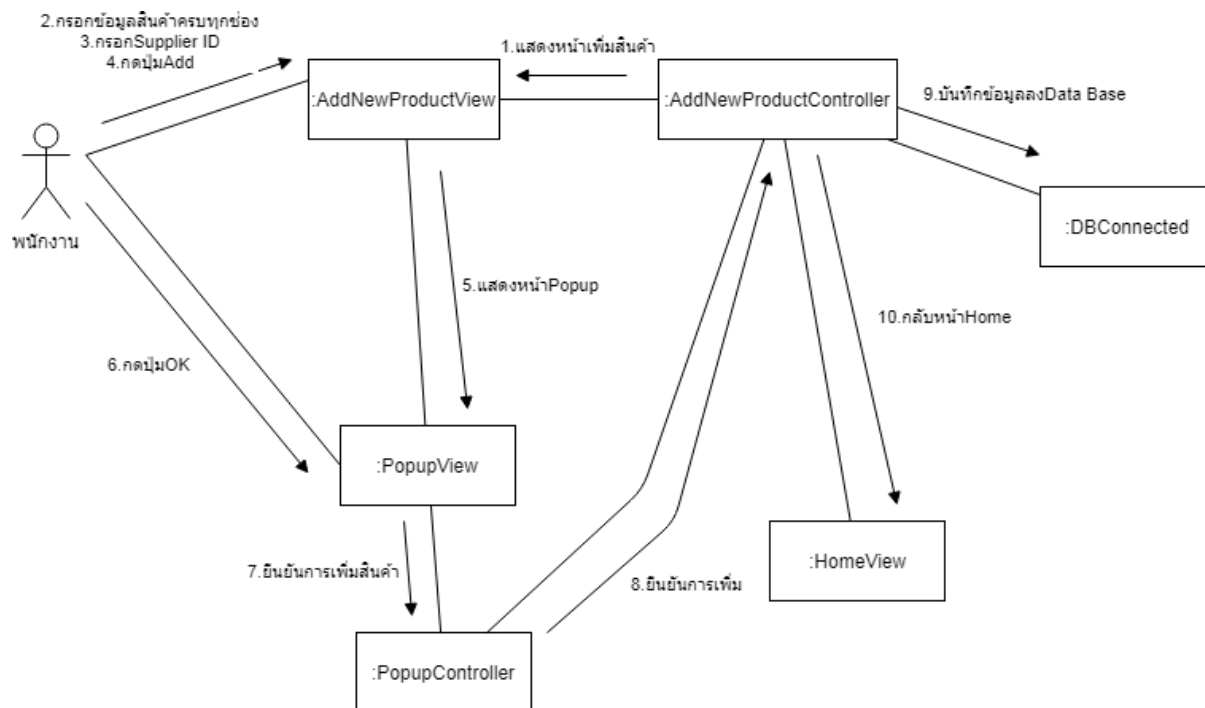 2.กรอกข้อมูลสินค้าครบทุกช่อง
3.กรอกSupplier ID
4.กดปุ่มAdd
1.แสดงหน้าเพิ่มสินค้า
:AddNewProductView
:AddNewProductController
9.บันทึกข้อมูลลงData Base
พนักงาน
:DBConnected
5.แสดงหน้าPopup
10.กลับหน้าHome
6.กดปุ่มOK
:PopupView
:HomeView
7.ยืนยันการเพิ่มสินค้า
8.ยืนยันการเพิ่ม
:PopupController